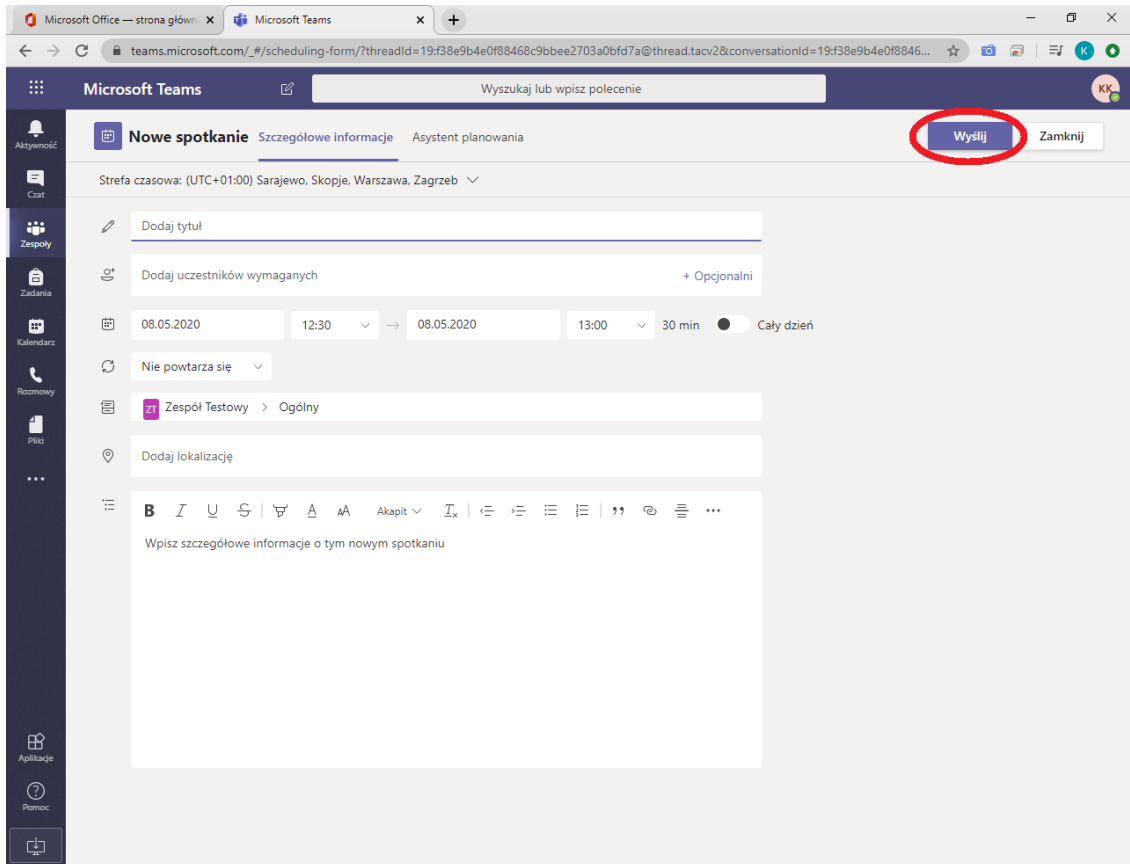 Microsoft Office — strona główn
Microsoft Teams
teams.microsoft.com/_#/scheduling-form/?threadId=19:f38e9b4e0f88468c9bbee2703a0bfd7a@thread.tacv2&conversationId=19:f38e9b4e0f8846...
K
Microsoft Teams
Wyszukaj lub wpisz polecenie
KK
Aktywność
Czat
Zespoły
Zadania
Kalendarz
Rozmowy
Pliki
Aplikacje
Pomoc
Nowe spotkanie Szczegółowe informacje Asystent planowania Wyślij Zamknij
Strefa czasowa: (UTC+01:00) Sarajewo, Skopje, Warszawa, Zagrzeb
Dodaj tytuł
Dodaj uczestników wymaganych + Opcjonalni
08.05.2020 12:30 → 08.05.2020 13:00 30 min Cały dzień
Nie powtarza się
ZT Zespół Testowy > Ogólny
Dodaj lokalizację
B I U S A AA Akapit Tx
Wpisz szczegółowe informacje o tym nowym spotkaniu